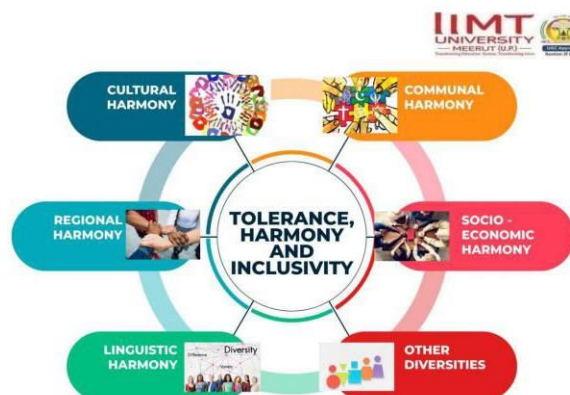 IIMT
UNIVERSITY
MEERUT (U.P.)
CULTURAL
HARMONY
COMMUNAL
HARMONY
REGIONAL
HARMONY
TOLERANCE,
HARMONY
AND
INCLUSIVITY
SOCIO -
ECONOMIC
HARMONY
LINGUISTIC
HARMONY
Diversity
OTHER
DIVERSITIES